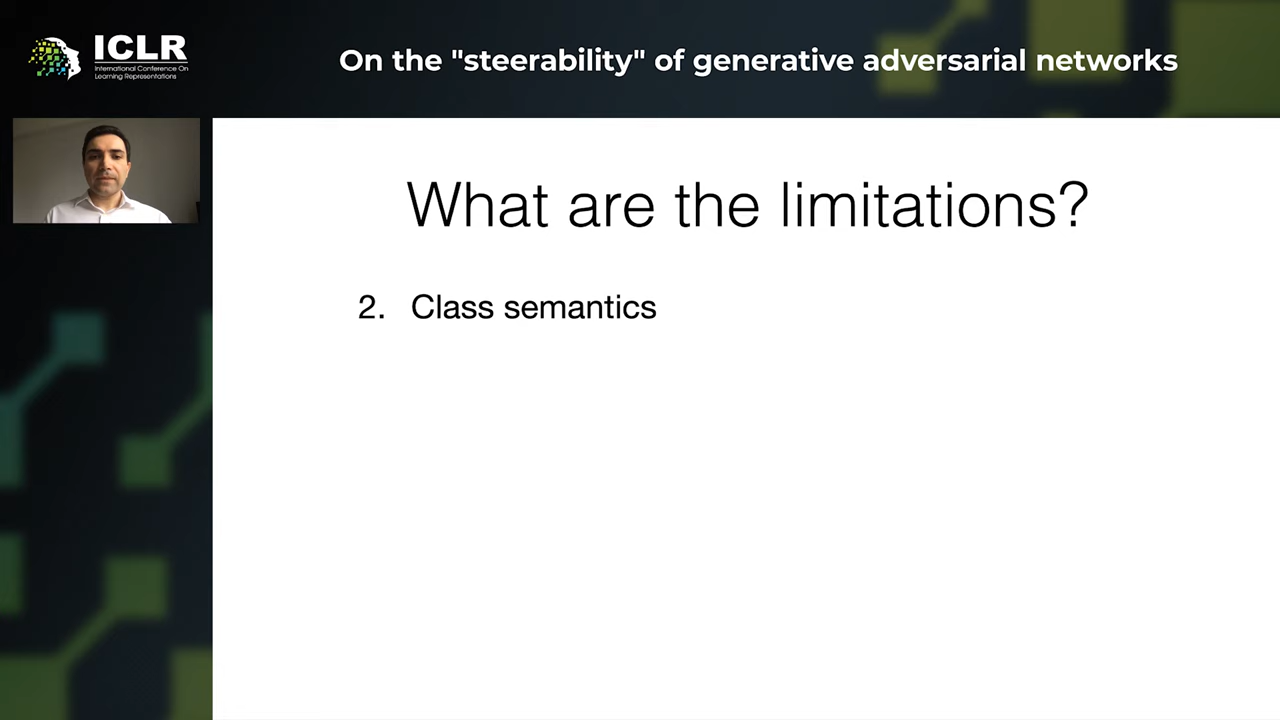 ICLR
International Conference On
Learning Representations
On the "steerability" of generative adversarial networks
What are the limitations?
2. Class semantics